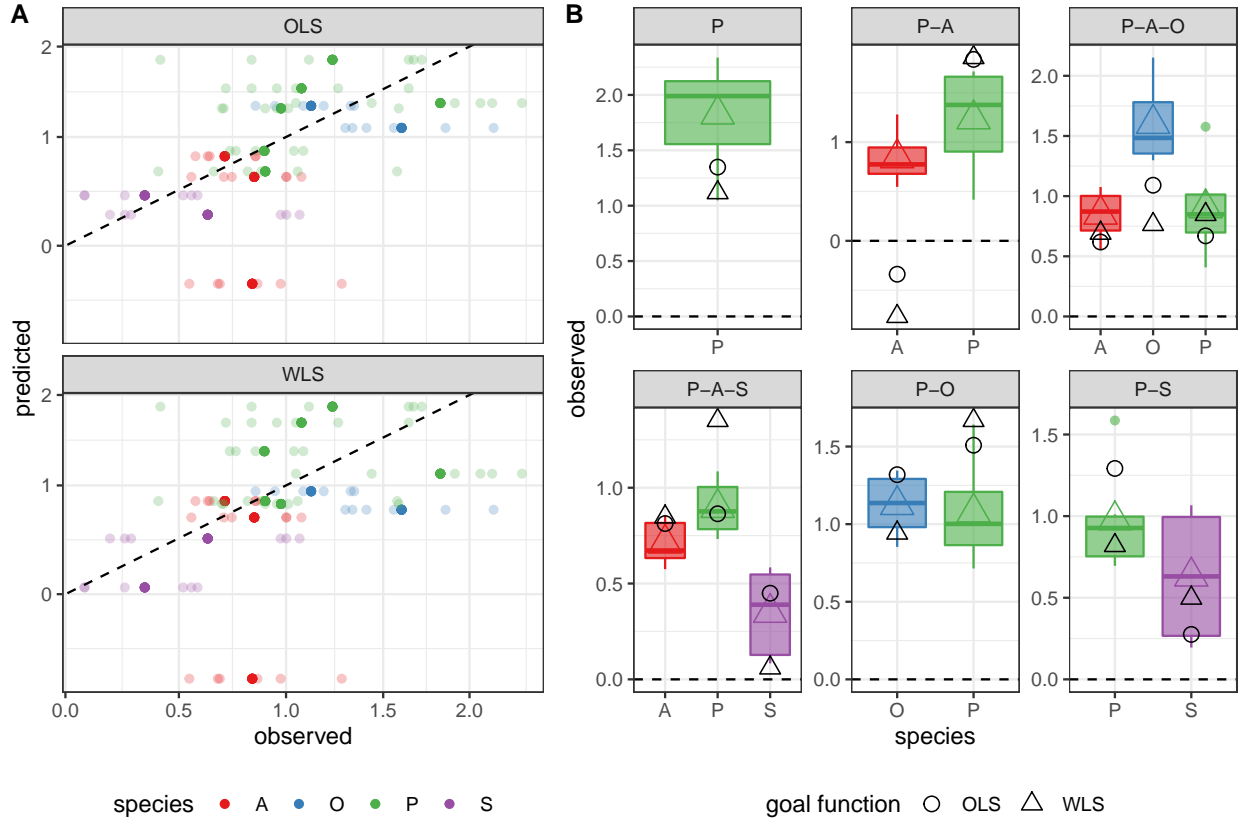 A
OLS
2
1
0
WLS
2
1
0
0.0 0.5 1.0 1.5 2.0
observed
predicted
species A O P S
B
P
2.0
1.5
1.0
0.5
0.0
P
P−A
1
0
A P
P−A−O
2.0
1.5
1.0
0.5
0.0
A O P
P−A−S
1.0
0.5
0.0
A P S
P−O
1.5
1.0
0.5
0.0
O P
P−S
1.5
1.0
0.5
0.0
P S
observed
species
goal function OLS WLS